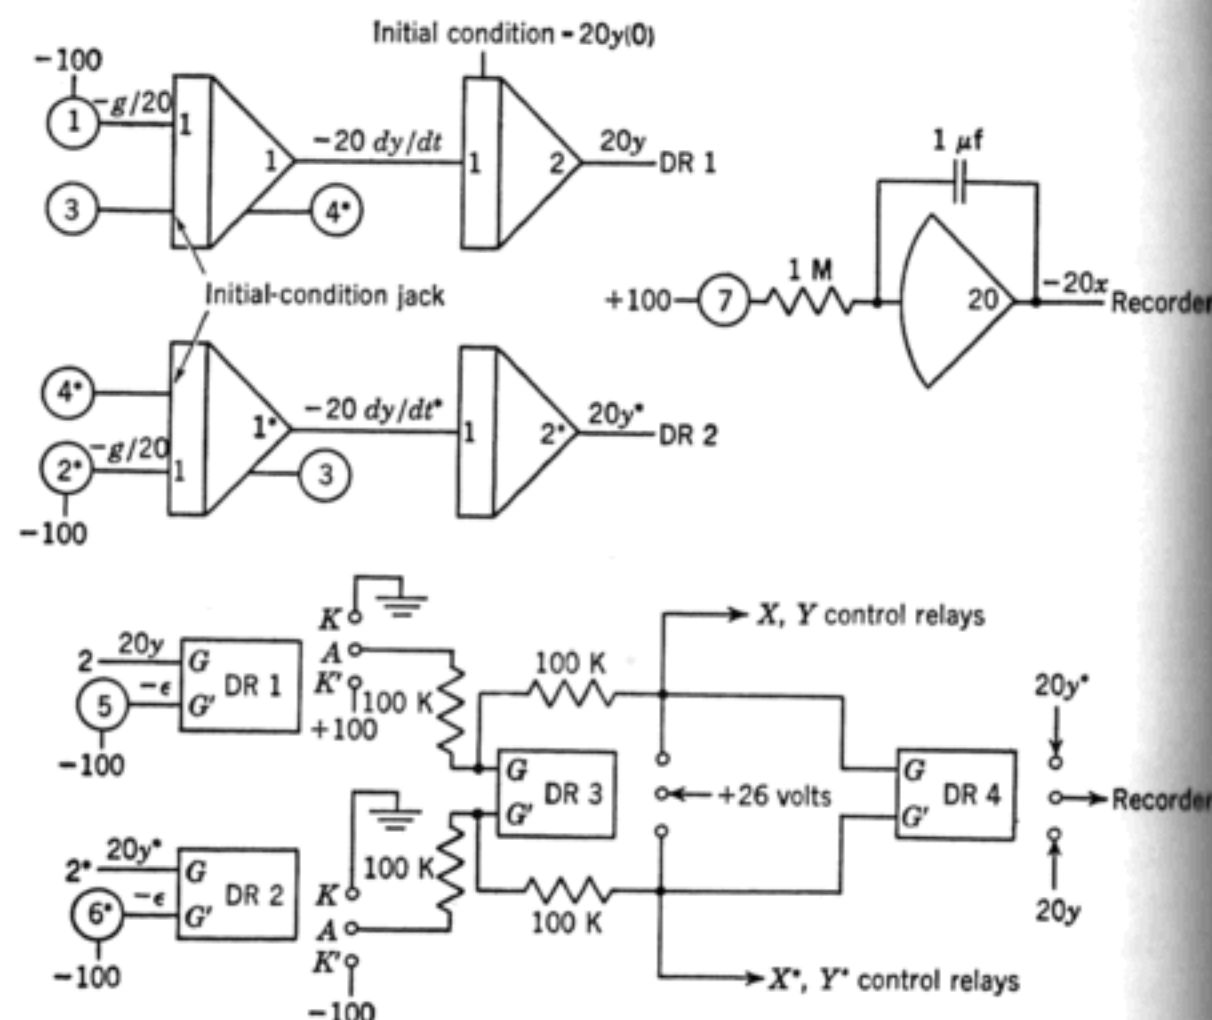 Initial condition - 20y(0)
-100
1
-g/20
1
1
-20 dy/dt
1
2
20y
DR 1
3
4*
Initial-condition jack
1 μf
+100
7
1 M
20
-20x
Recorder
4*
1*
-20 dy/dt*
1
2*
20y*
DR 2
2*
-g/20
1
3
-100
2
20y
G
DR 1
5
-ϵ
G'
-100
K
A
K'
+100
100 K
100 K
X, Y control relays
G
DR 3
G'
+26 volts
G
DR 4
G'
20y*
Recorder
20y
2*
20y*
G
DR 2
6*
-ϵ
G'
-100
K
A
K'
-100
100 K
100 K
X*, Y* control relays